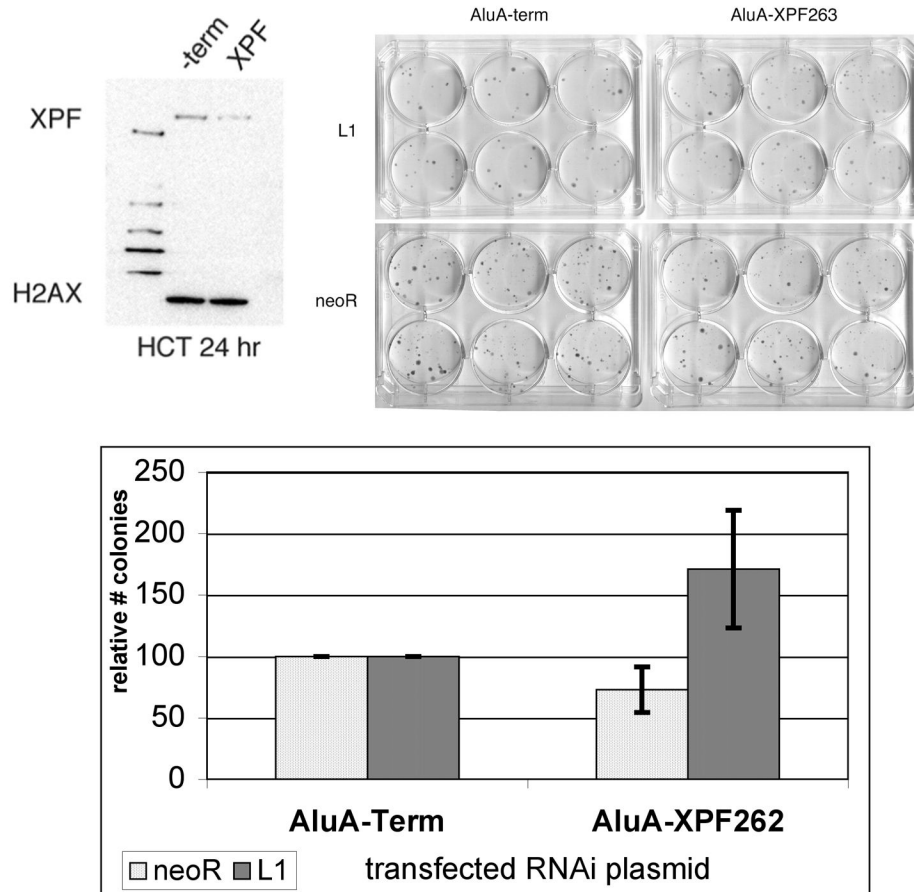 -term XPF
XPF
H2AX
HCT 24 hr
AluA-term AluA-XPF263
L1
neoR
relative # colonies
250
200
150
100
50
0
AluA-Term AluA-XPF262
neoR L1 transfected RNAi plasmid